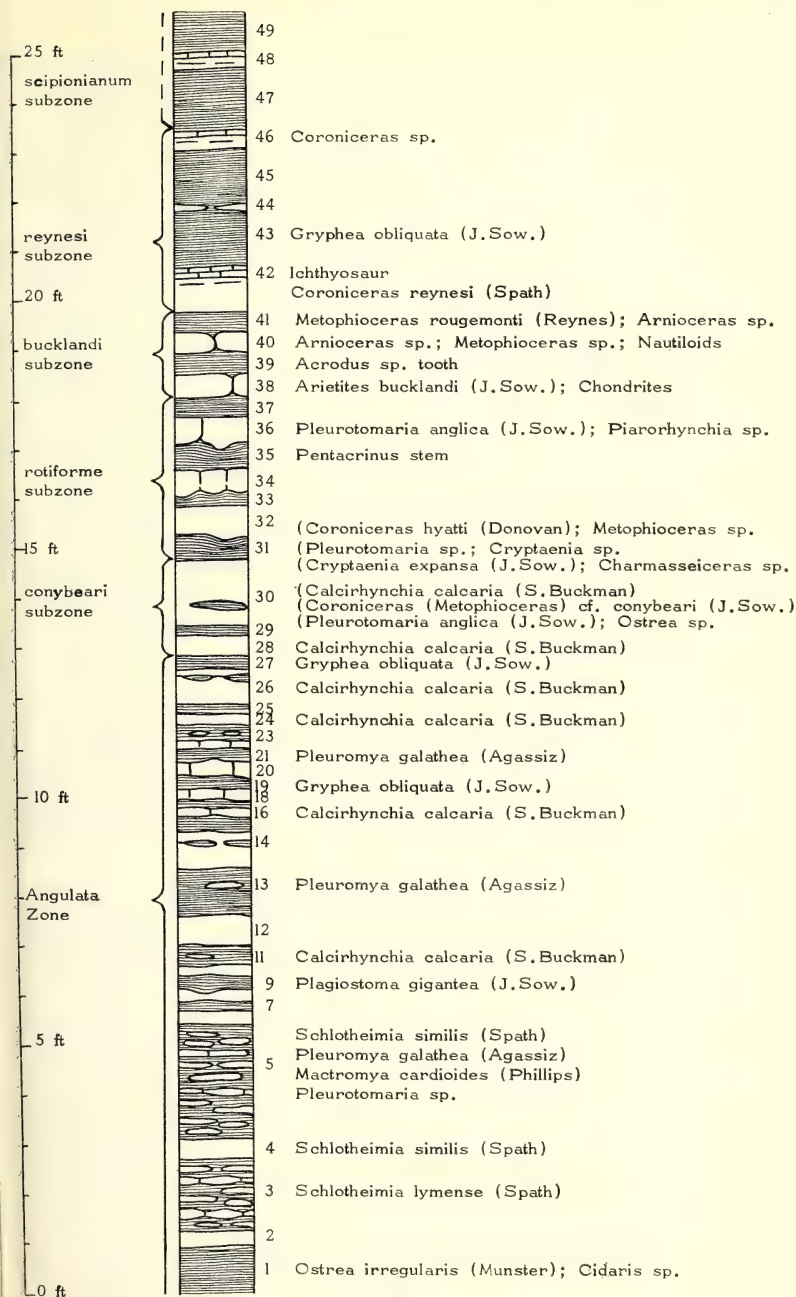 49
25 ft
48
scipionianum
subzone
47
46 Coroniceras sp.
45
44
reynesi
subzone
43 Gryphea obliquata (J.Sow.)
42 Ichthyosaur
Coroniceras reynesi (Spath)
20 ft
41 Metophioceras rougemonti (Reynes); Arnioceras sp.
bucklandi
subzone
40 Arnioceras sp.; Metophioceras sp.; Nautiloids
39 Acrodus sp. tooth
38 Arietites bucklandi (J.Sow.); Chondrites
37
36 Pleurotomaria anglica (J.Sow.); Piarorhynchia sp.
35 Pentacrinus stem
rotiforme
subzone
34
33
32
(Coroniceras hyatti (Donovan); Metophioceras sp.
15 ft
31 (Pleurotomaria sp.; Cryptaenia sp.
(Cryptaenia expansa (J.Sow.); Charmasseiceras sp.
conybeari
subzone
30 (Calcirhynchia calcaria (S.Buckman)
(Coroniceras (Metophioceras) cf. conybeari (J.Sow.)
29 (Pleurotomaria anglica (J.Sow.); Ostrea sp.
28 Calcirhynchia calcaria (S.Buckman)
27 Gryphea obliquata (J.Sow.)
26 Calcirhynchia calcaria (S.Buckman)
25
24 Calcirhynchia calcaria (S.Buckman)
23
21 Pleuromya galathea (Agassiz)
20
19 Gryphea obliquata (J.Sow.)
18
10 ft
16 Calcirhynchia calcaria (S.Buckman)
14
13 Pleuromya galathea (Agassiz)
Angulata
Zone
12
11 Calcirhynchia calcaria (S.Buckman)
9 Plagiostoma gigantea (J.Sow.)
7
5 ft
Schlotheimia similis (Spath)
Pleuromya galathea (Agassiz)
5
Mactromya cardioides (Phillips)
Pleurotomaria sp.
4 Schlotheimia similis (Spath)
3 Schlotheimia lymense (Spath)
2
1 Ostrea irregularis (Munster); Cidaris sp.
0 ft